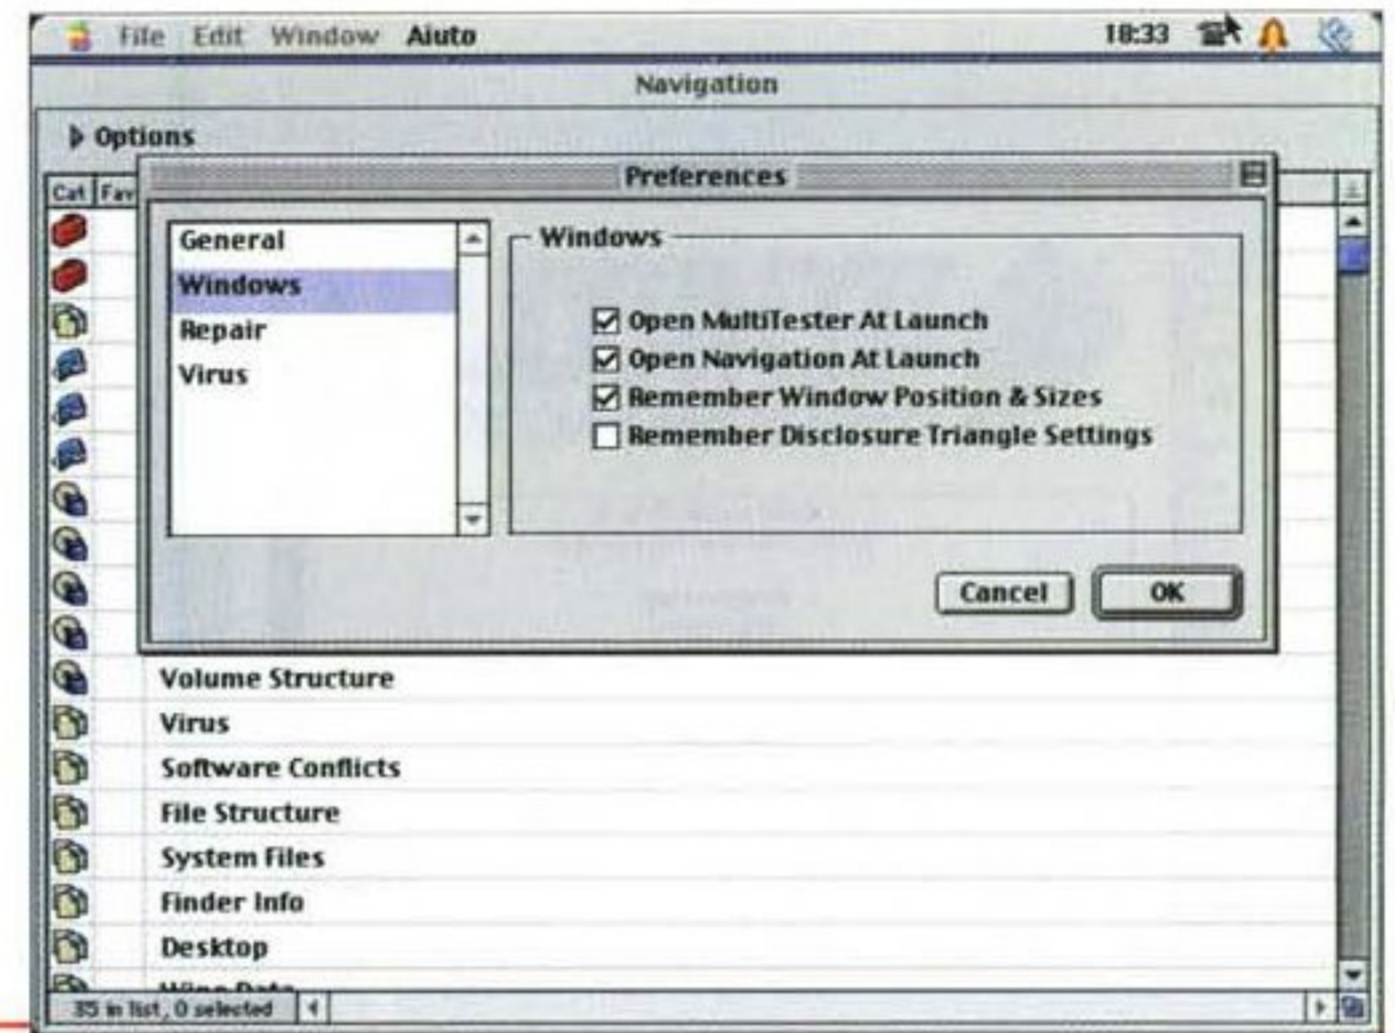 File Edit Window Aiuto 18:33
Navigation
Options
Cat Fav
Preferences
General
Windows
Repair
Virus
Windows
Open MultiTester At Launch
Open Navigation At Launch
Remember Window Position & Sizes
Remember Disclosure Triangle Settings
Cancel OK
Volume Structure
Virus
Software Conflicts
File Structure
System Files
Finder Info
Desktop
35 in list, 0 selected